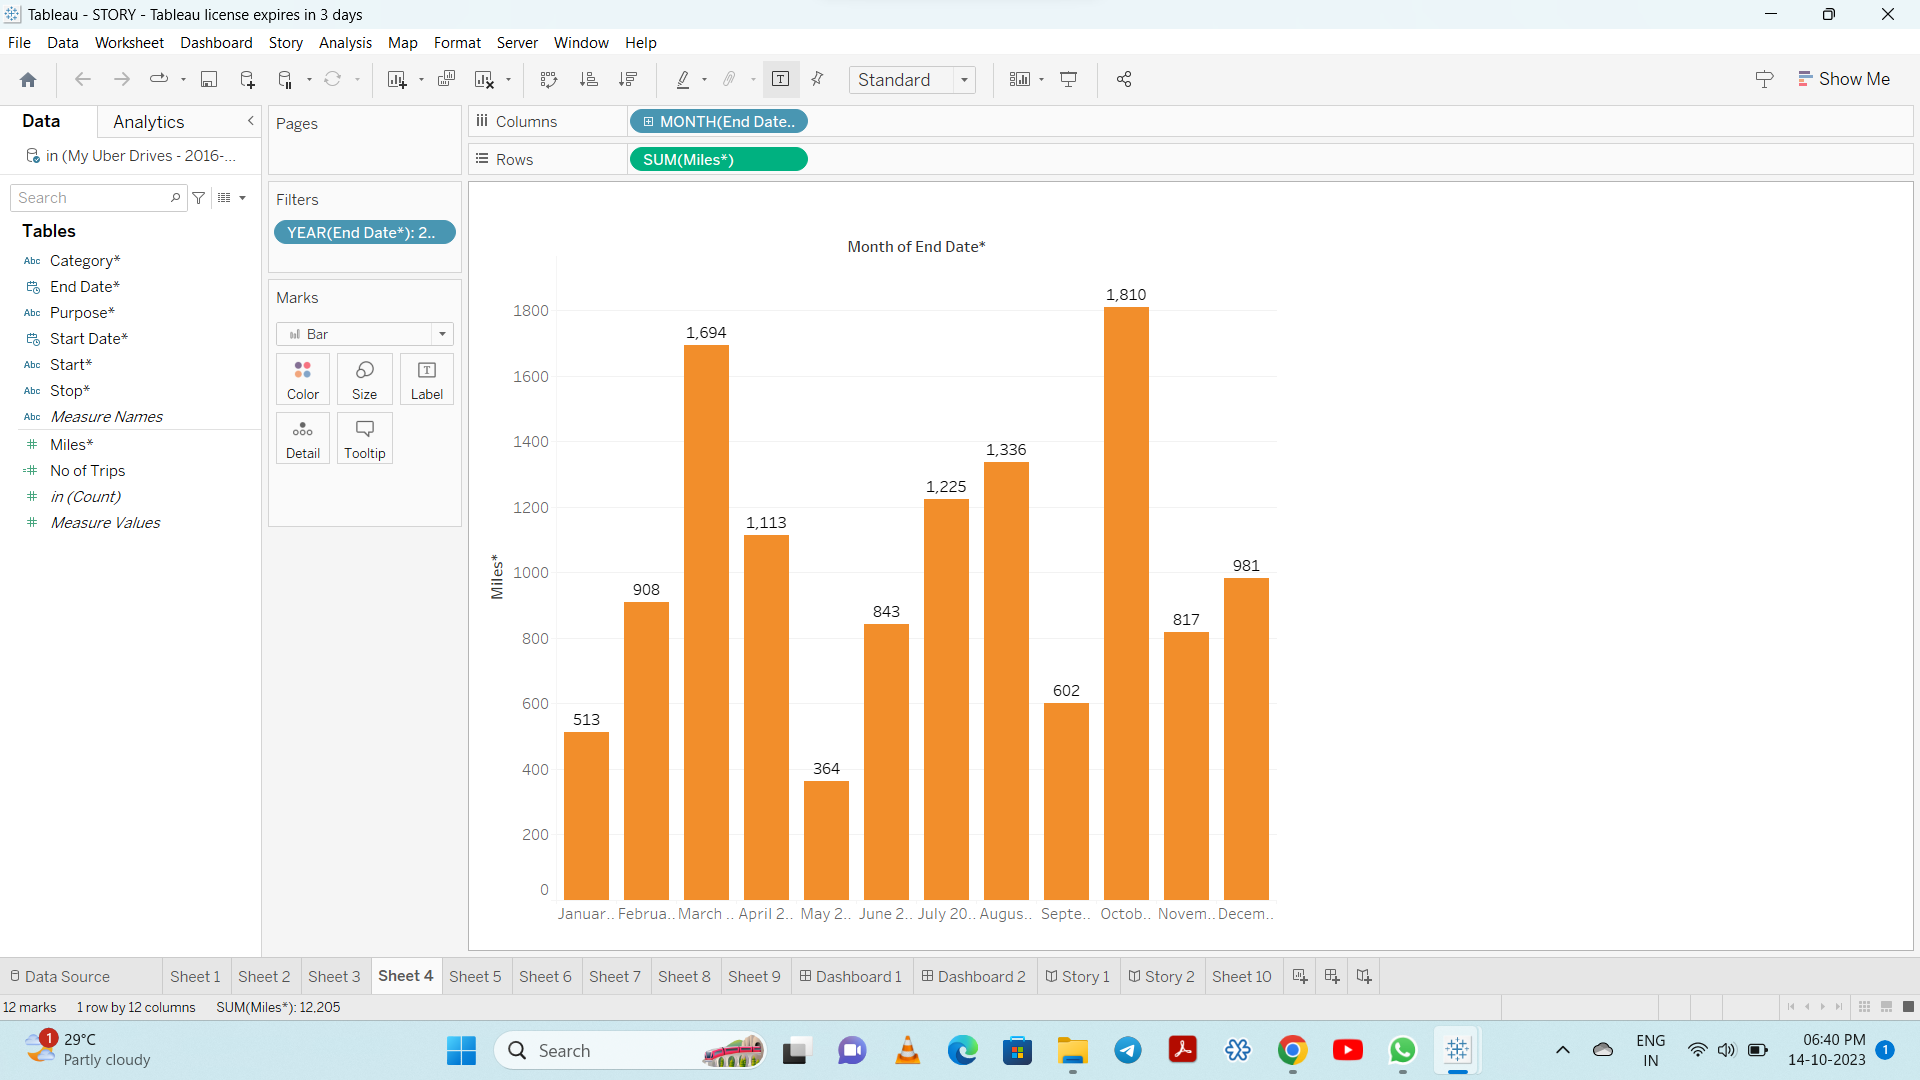 Tableau - STORY - Tableau license expires in 3 days
File Data Worksheet Dashboard Story Analysis Map Format Server Window Help
Standard
Show Me
Data Analytics
in (My Uber Drives - 2016-...
Search
Tables
Abc Category*
End Date*
Abc Purpose*
Start Date*
Abc Start*
Abc Stop*
Abc Measure Names
Miles*
No of Trips
in (Count)
Measure Values
Pages
Filters
YEAR(End Date*): 2..
Marks
Bar
Color Size Label
Detail Tooltip
Columns MONTH(End Date..
Rows SUM(Miles*)
Month of End Date*
Miles*
1800
1600
1400
1200
1000
800
600
400
200
0
513
908
1,694
1,113
364
843
1,225
1,336
602
1,810
817
981
Januar.. Februa.. March .. April 2.. May 2.. June 2.. July 20.. Augus.. Septe.. Octob.. Novem.. Decem..
Data Source Sheet 1 Sheet 2 Sheet 3 Sheet 4 Sheet 5 Sheet 6 Sheet 7 Sheet 8 Sheet 9 Dashboard 1 Dashboard 2 Story 1 Story 2 Sheet 10
12 marks 1 row by 12 columns SUM(Miles*): 12,205
1
29°C
Partly cloudy
Search
ENG
IN
06:40 PM
14-10-2023
1